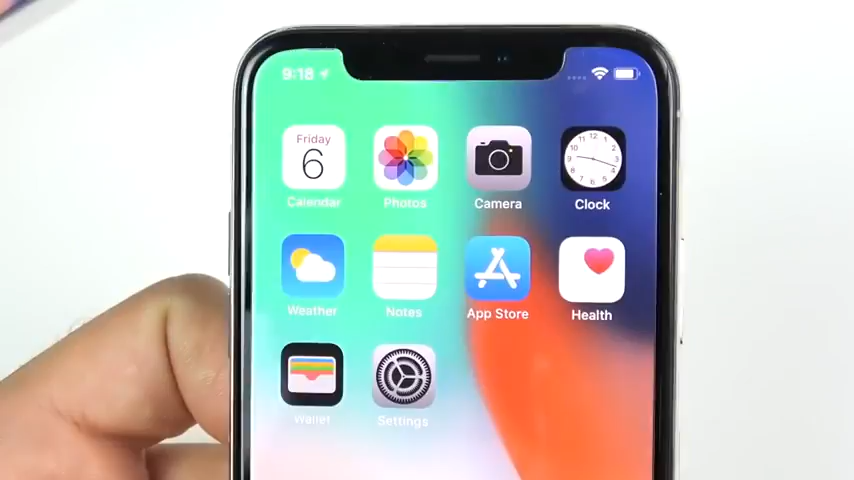 9:18
Friday
6
Calendar
Photos
Camera
Clock
Weather
Notes
App Store
Health
Wallet
Settings